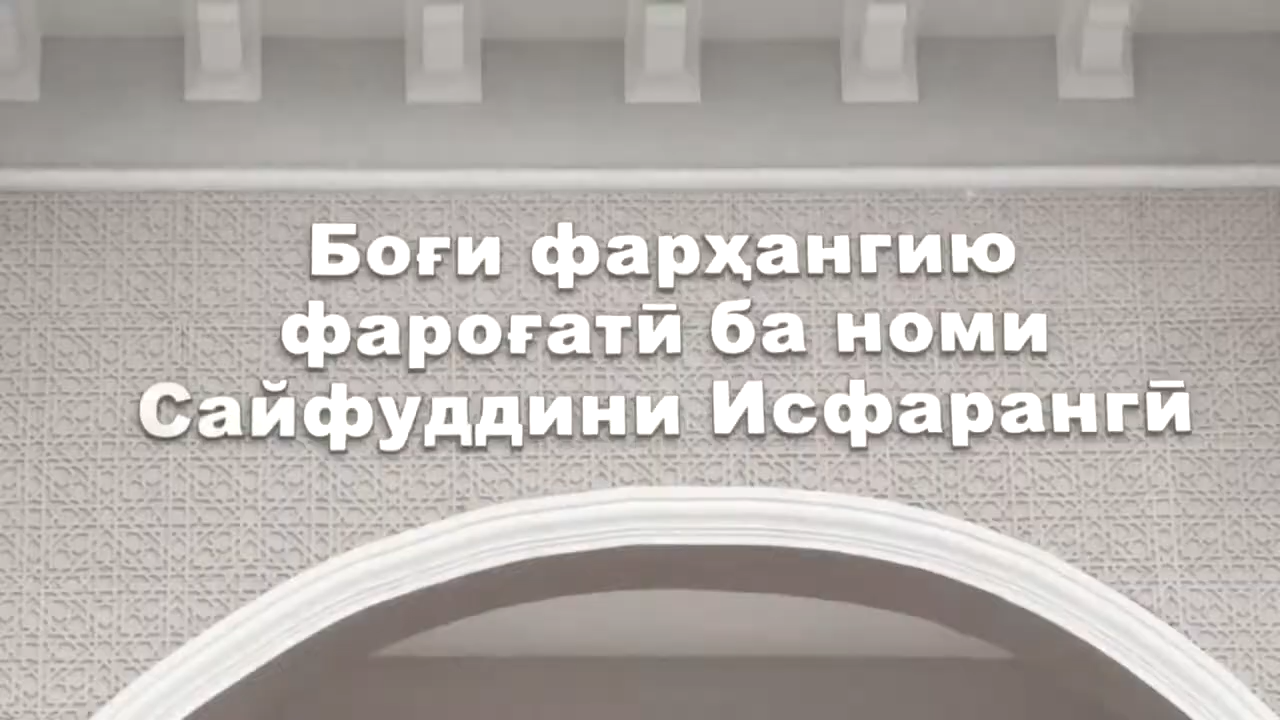 Боғи фарҳангию
фароғатӣ ба номи
Сайфуддини Исфарангӣ